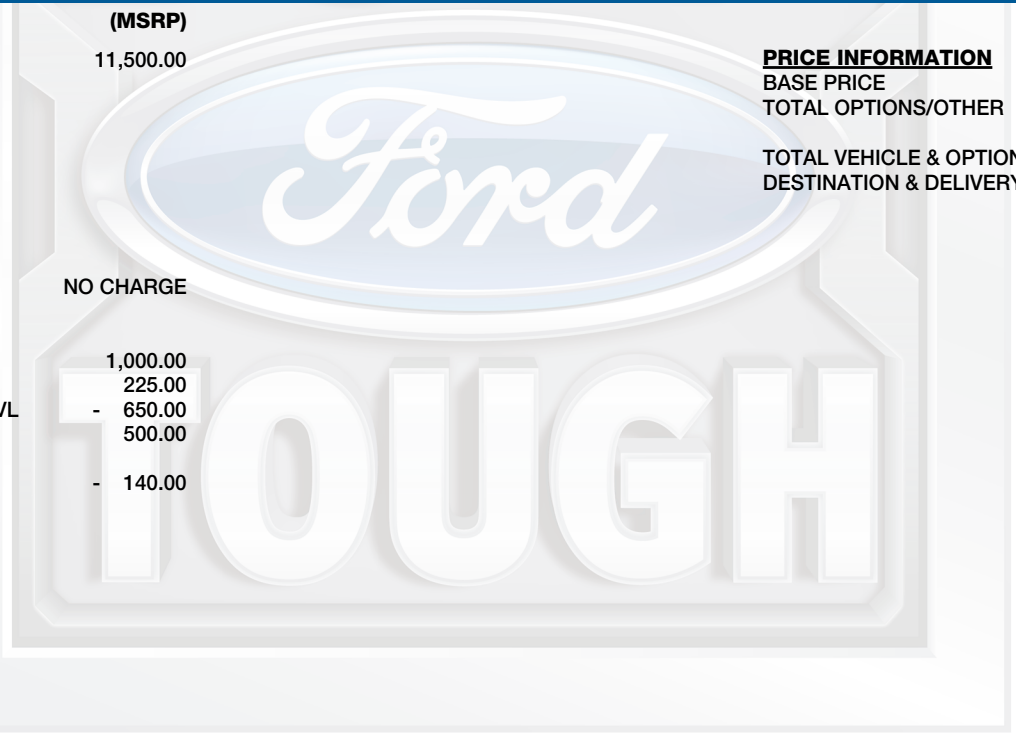 (MSRP)
11,500.00
NO CHARGE
1,000.00
225.00
VL - 650.00
500.00
- 140.00
PRICE INFORMATION
BASE PRICE
TOTAL OPTIONS/OTHER
TOTAL VEHICLE & OPTION
DESTINATION & DELIVERY
Ford
TOUGH